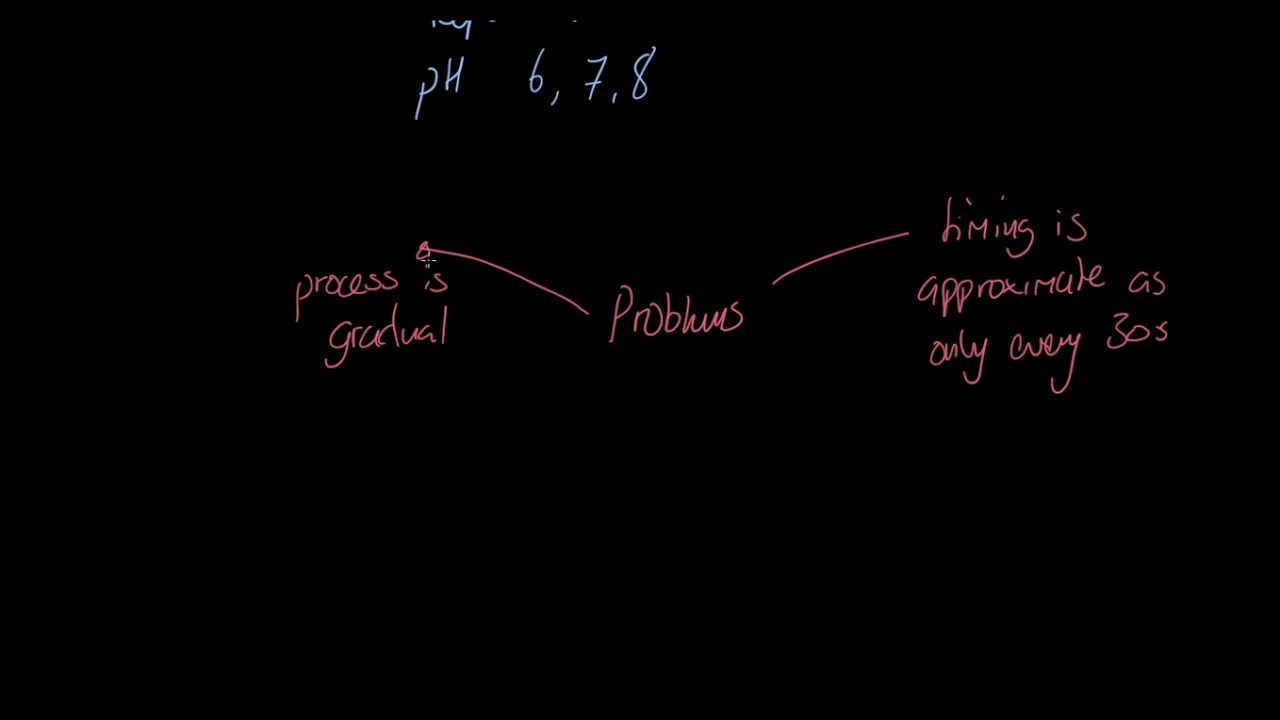 pH 6, 7, 8
timing is
approximate as
only every 30s
process is
gradual
Problems